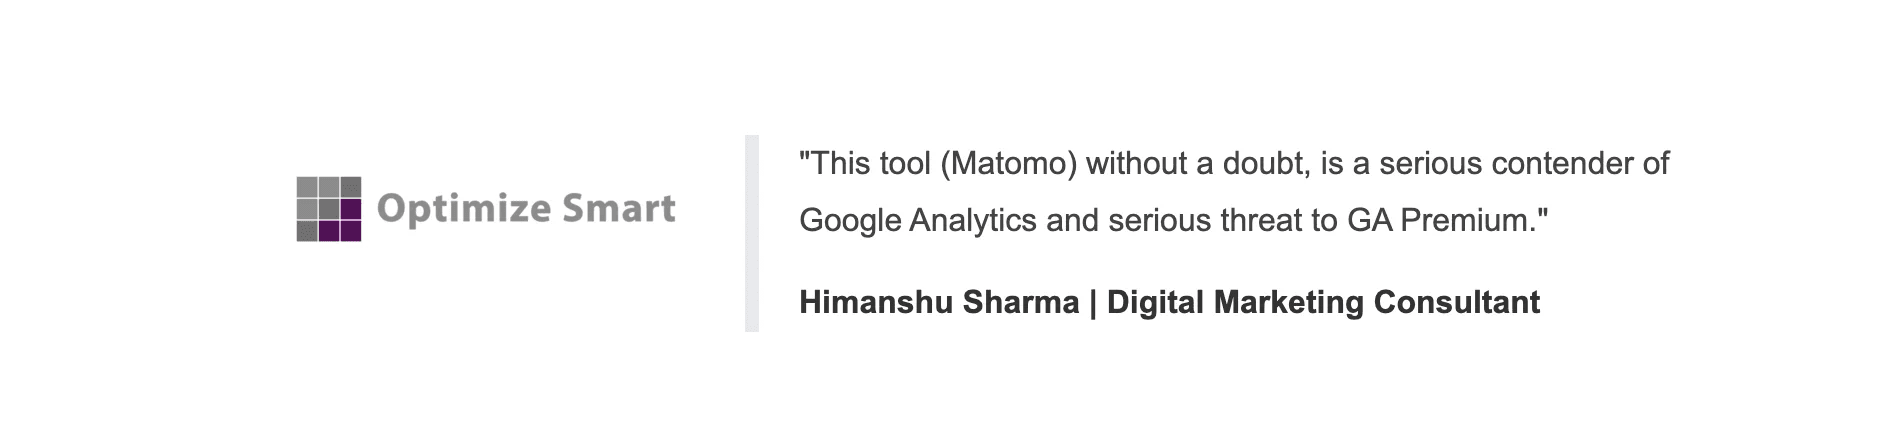 Optimize Smart
"This tool (Matomo) without a doubt, is a serious contender of
Google Analytics and serious threat to GA Premium."
Himanshu Sharma | Digital Marketing Consultant